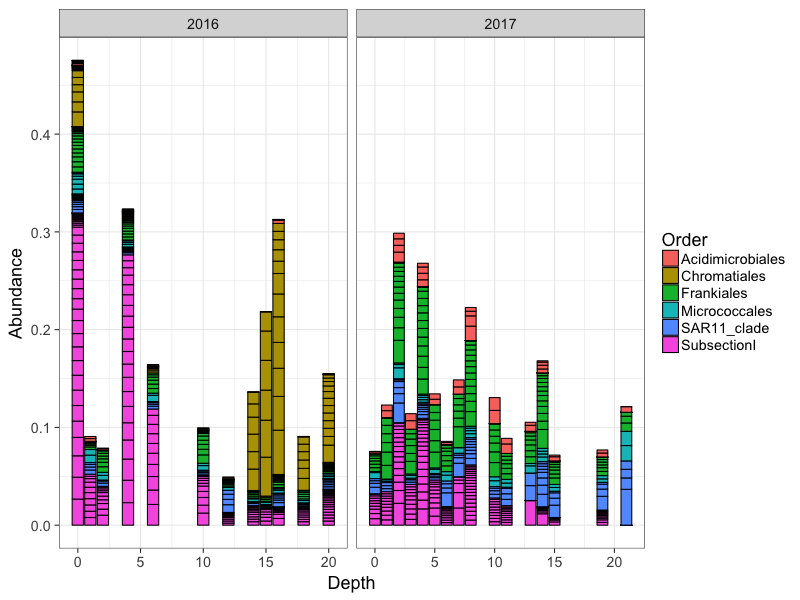 2016
2017
Abundance
0.4
0.3
0.2
0.1
0.0
0
5
10
15
20
0
5
10
15
20
Depth
Order
Acidimicrobiales
Chromatiales
Frankiales
Micrococcales
SAR11_clade
SubsectionI